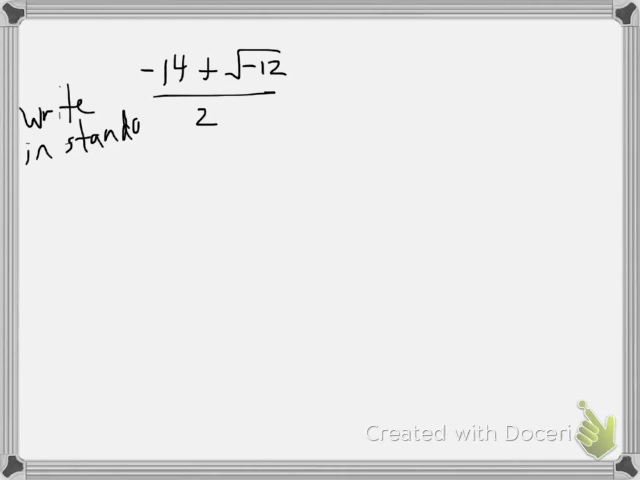 write
in standa
-14 + √-12
2
Created with Doceri